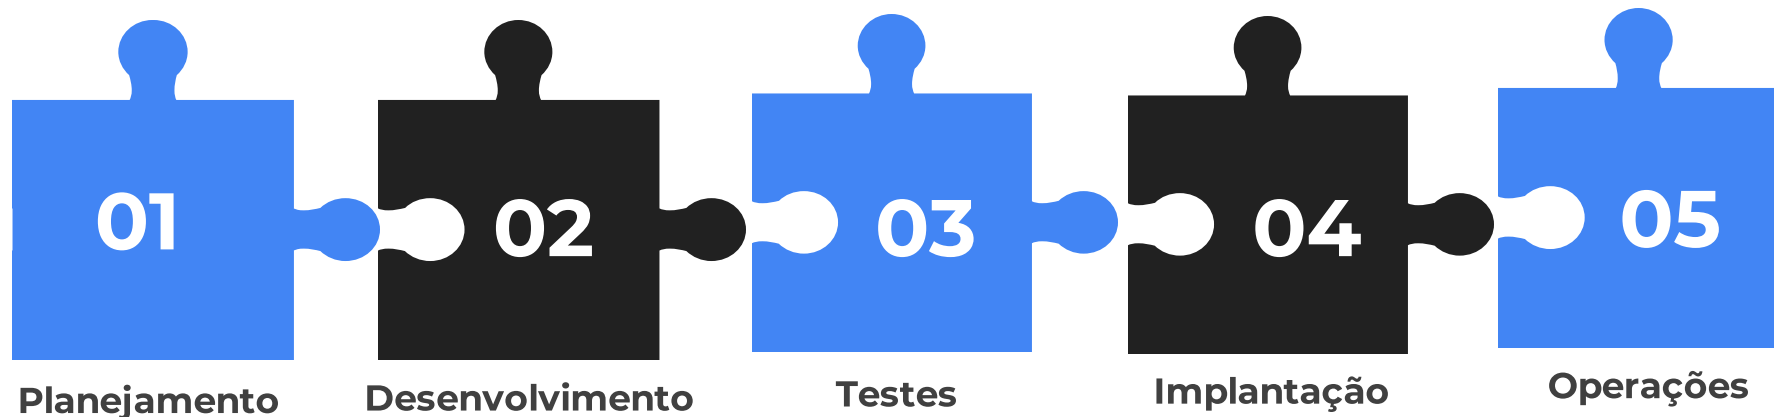 01
02
03
04
05
Planejamento
Desenvolvimento
Testes
Implantação
Operações